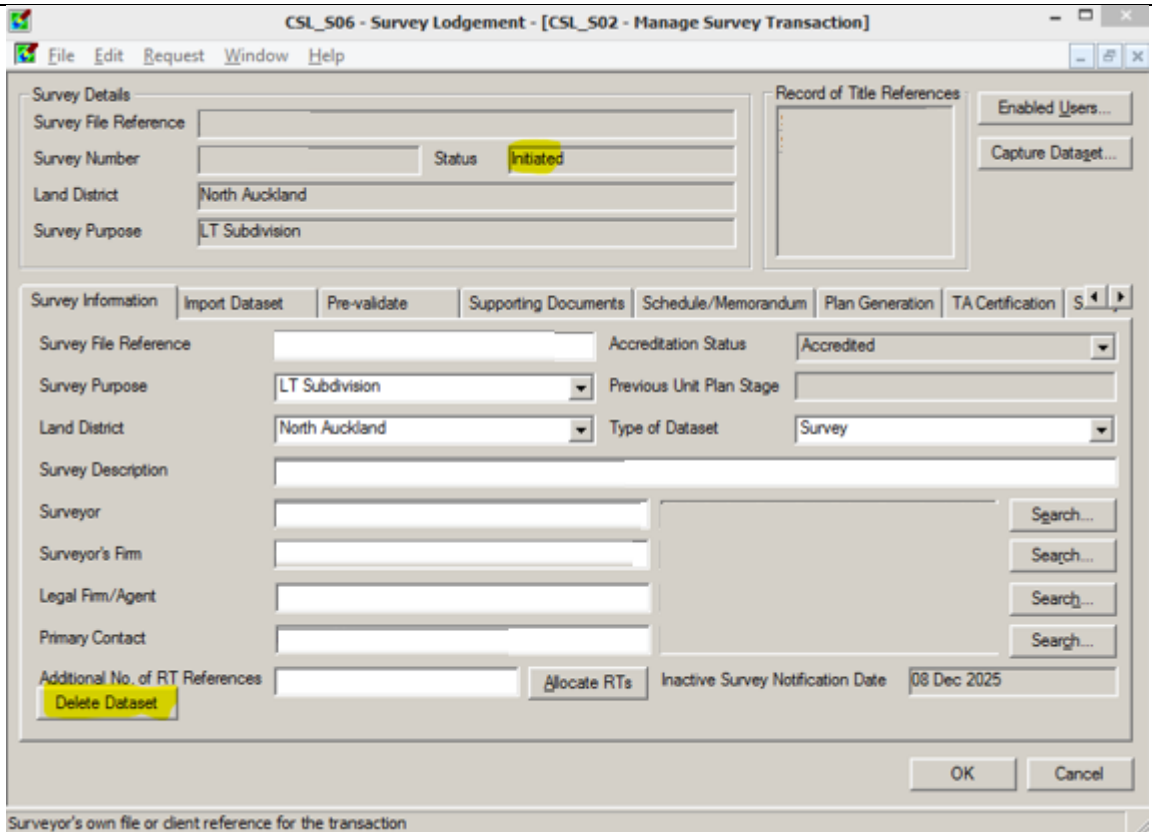 CSL_S06 - Survey Lodgement - [CSL_S02 - Manage Survey Transaction]
File Edit Request Window Help
Survey Details
Record of Title References
Survey File Reference
Enabled Users...
Survey Number Status Initiated
Capture Dataset...
Land District North Auckland
Survey Purpose LT Subdivision
Survey Information Import Dataset Pre-validate Supporting Documents Schedule/Memorandum Plan Generation TA Certification S
Survey File Reference Accreditation Status Accredited
Survey Purpose LT Subdivision Previous Unit Plan Stage
Land District North Auckland Type of Dataset Survey
Survey Description
Surveyor Search...
Surveyor's Firm Search...
Legal Firm/Agent Search...
Primary Contact Search...
Additional No. of RT References Allocate RTs Inactive Survey Notification Date 08 Dec 2025
Delete Dataset
OK Cancel
Surveyor's own file or client reference for the transaction